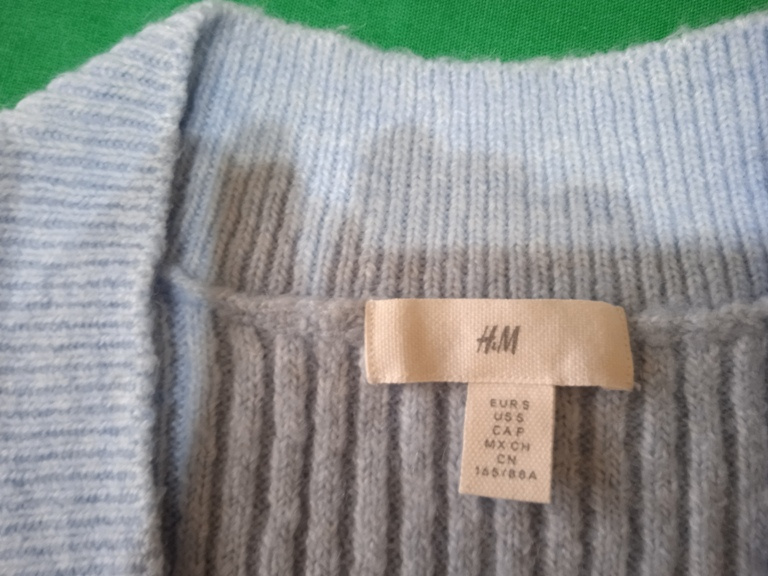 H&M
EUR S
US S
CA P
MX CH
CN
165/88A